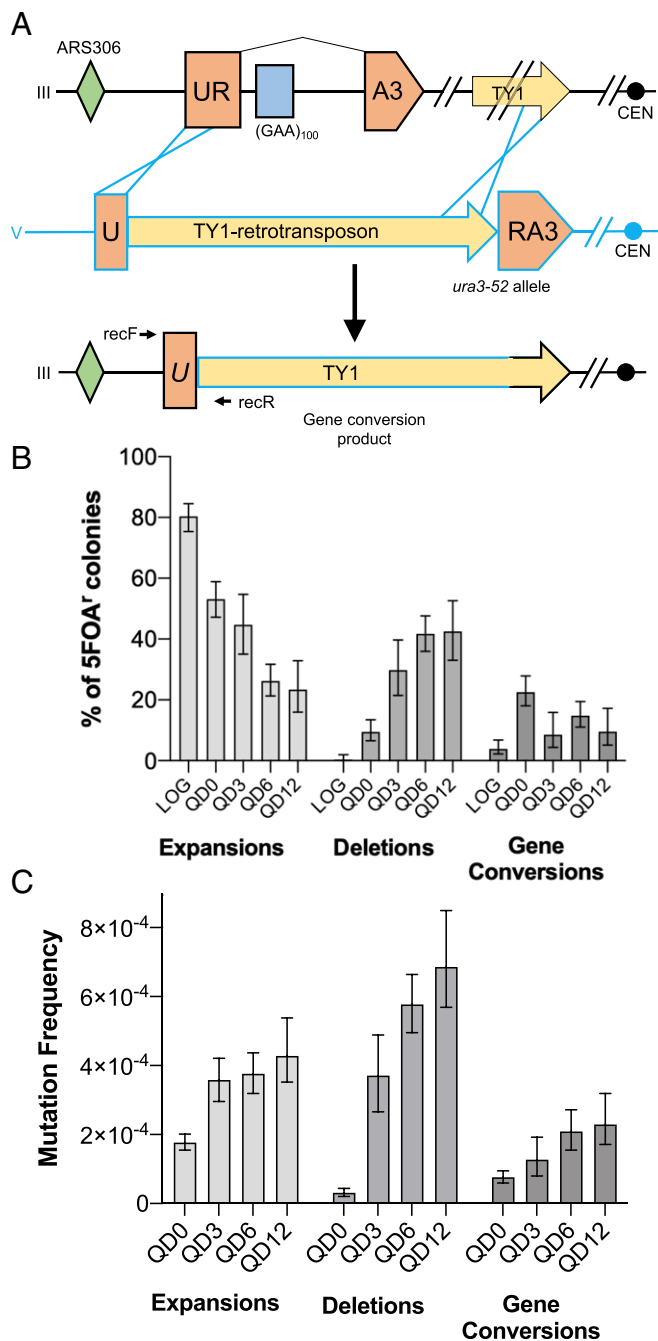 A
ARS306
III
UR
(GAA)100
A3
TY1
CEN
V
U
TY1-retrotransposon
RA3
CEN
ura3-52 allele
recF
III
U
TY1
recR
Gene conversion
product
B
% of 5FOAr colonies
100
80
60
40
20
0
LOG
QD0
QD3
QD6
QD12
LOG
QD0
QD3
QD6
QD12
LOG
QD0
QD3
QD6
QD12
Expansions
Deletions
Gene
Conversions
C
Mutation Frequency
8×10-4
6×10-4
4×10-4
2×10-4
0
QD0
QD3
QD6
QD12
QD0
QD3
QD6
QD12
QD0
QD3
QD6
QD12
Expansions
Deletions
Gene
Conversions